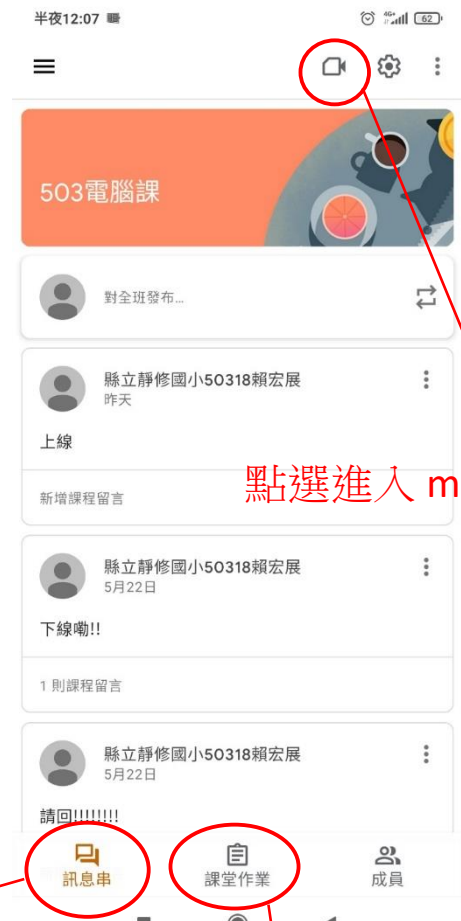 半夜12:07
4G+
62
503電腦課
對全班發布...
縣立靜修國小50318賴宏展
昨天
上線
新增課程留言
點選進入 m
縣立靜修國小50318賴宏展
5月22日
下線嘞!!
1 則課程留言
縣立靜修國小50318賴宏展
5月22日
請回!!!!!!!!
訊息串
課堂作業
成員